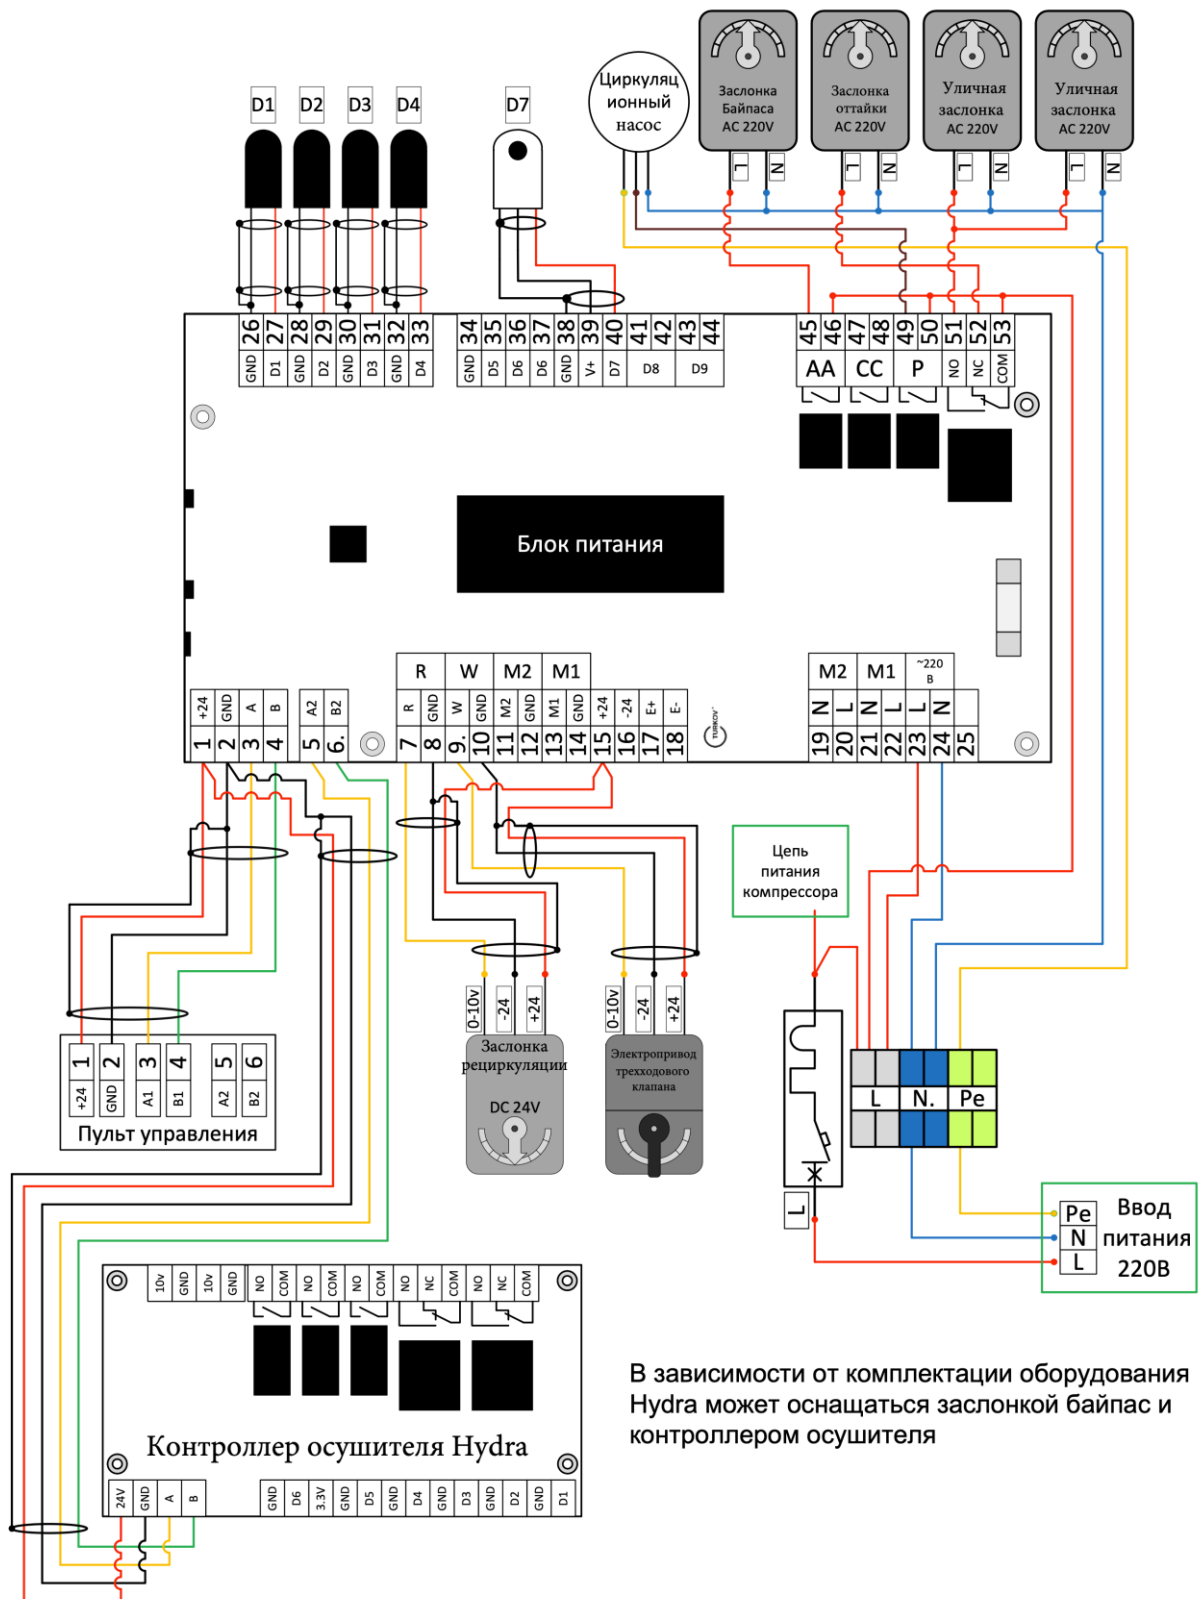 Циркуляц
ионный
насос
Заслонка
Байпаса
AC 220V
Заслонка
оттайки
AC 220V
Уличная
заслонка
AC 220V
Уличная
заслонка
AC 220V
L N L N L N L N
D1 D2 D3 D4 D7
26 27 28 29 30 31 32 33
GND D1 GND D2 GND D3 GND D4
34 35 36 37 38 39 40 41 42 43 44
GND D5 D6 D6 GND V+ D7 D8 D9
45 46 47 48 49 50 51 52 53
AA CC P NO NC COM
Блок питания
R W M2 M1
+24 GND A B A2 B2 R GND W GND M2 GND M1 GND +24 -24 E+ E-
1 2 3 4 5 6. 7 8 9. 10 11 12 13 14 15 16 17 18
TURKOV
M2 M1 ~220
В
N L N L L N
19 20 21 22 23 24 25
Цепь
питания
компрессора
0-10v -24 +24
Заслонка
рециркуляции
DC 24V
0-10v -24 +24
Электропривод
трехходового
клапана
1 2 3 4 5 6
+24 GND A1 B1 A2 B2
Пульт управления
L N. Pe
L
Pe Ввод
N питания
L 220В
10v GND 10v GND NO COM NO COM NO COM NO NC COM NO NC COM
Контроллер осушителя Hydra
24V GND A B GND D6 3.3V GND D5 GND D4 GND D3 GND D2 GND D1
В зависимости от комплектации оборудования
Hydra может оснащаться заслонкой байпас и
контроллером осушителя